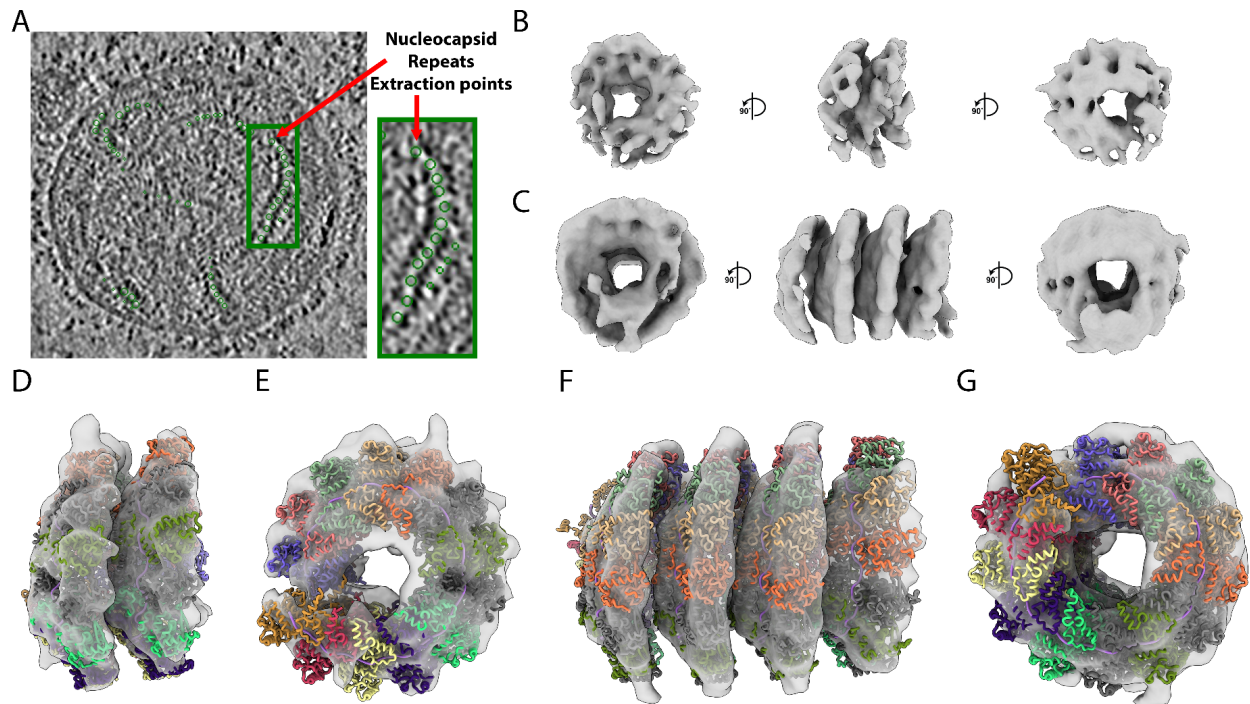 A
Nucleocapsid
Repeats
Extraction points
B
90°
90°
C
90°
90°
D
E
F
G